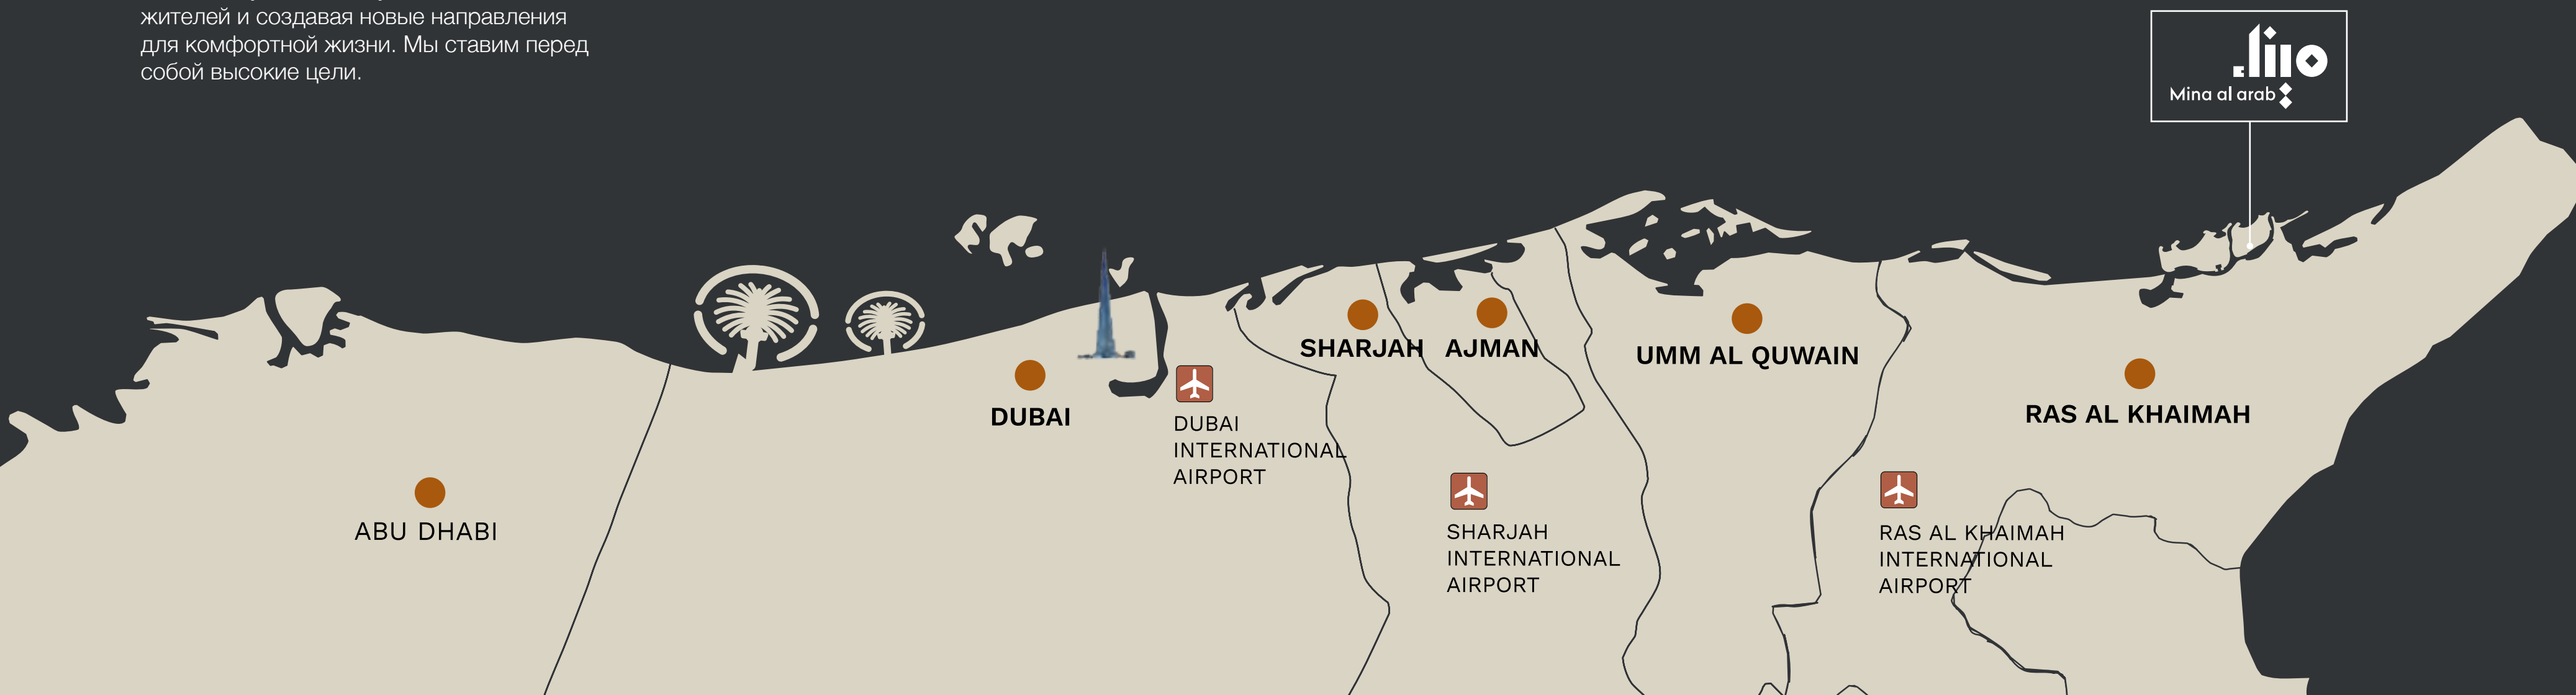 жителей и создавая новые направления
для комфортной жизни. Мы ставим перед
собой высокие цели.
مينا
Mina al arab
SHARJAH
AJMAN
UMM AL QUWAIN
DUBAI
RAS AL KHAIMAH
DUBAI
INTERNATIONAL
AIRPORT
ABU DHABI
SHARJAH
INTERNATIONAL
AIRPORT
RAS AL KHAIMAH
INTERNATIONAL
AIRPORT